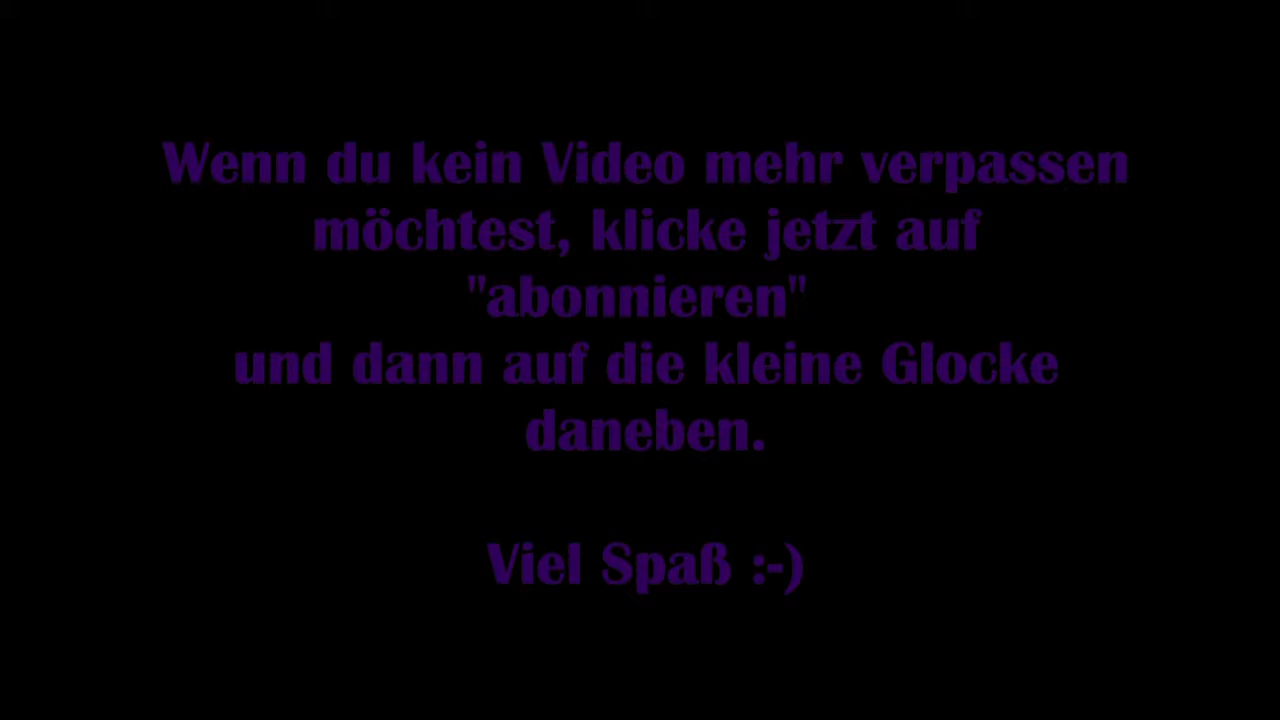 Wenn du kein Video mehr verpassen
möchtest, klicke jetzt auf
"abonnieren"
und dann auf die kleine Glocke
daneben.
Viel Spaß :-)